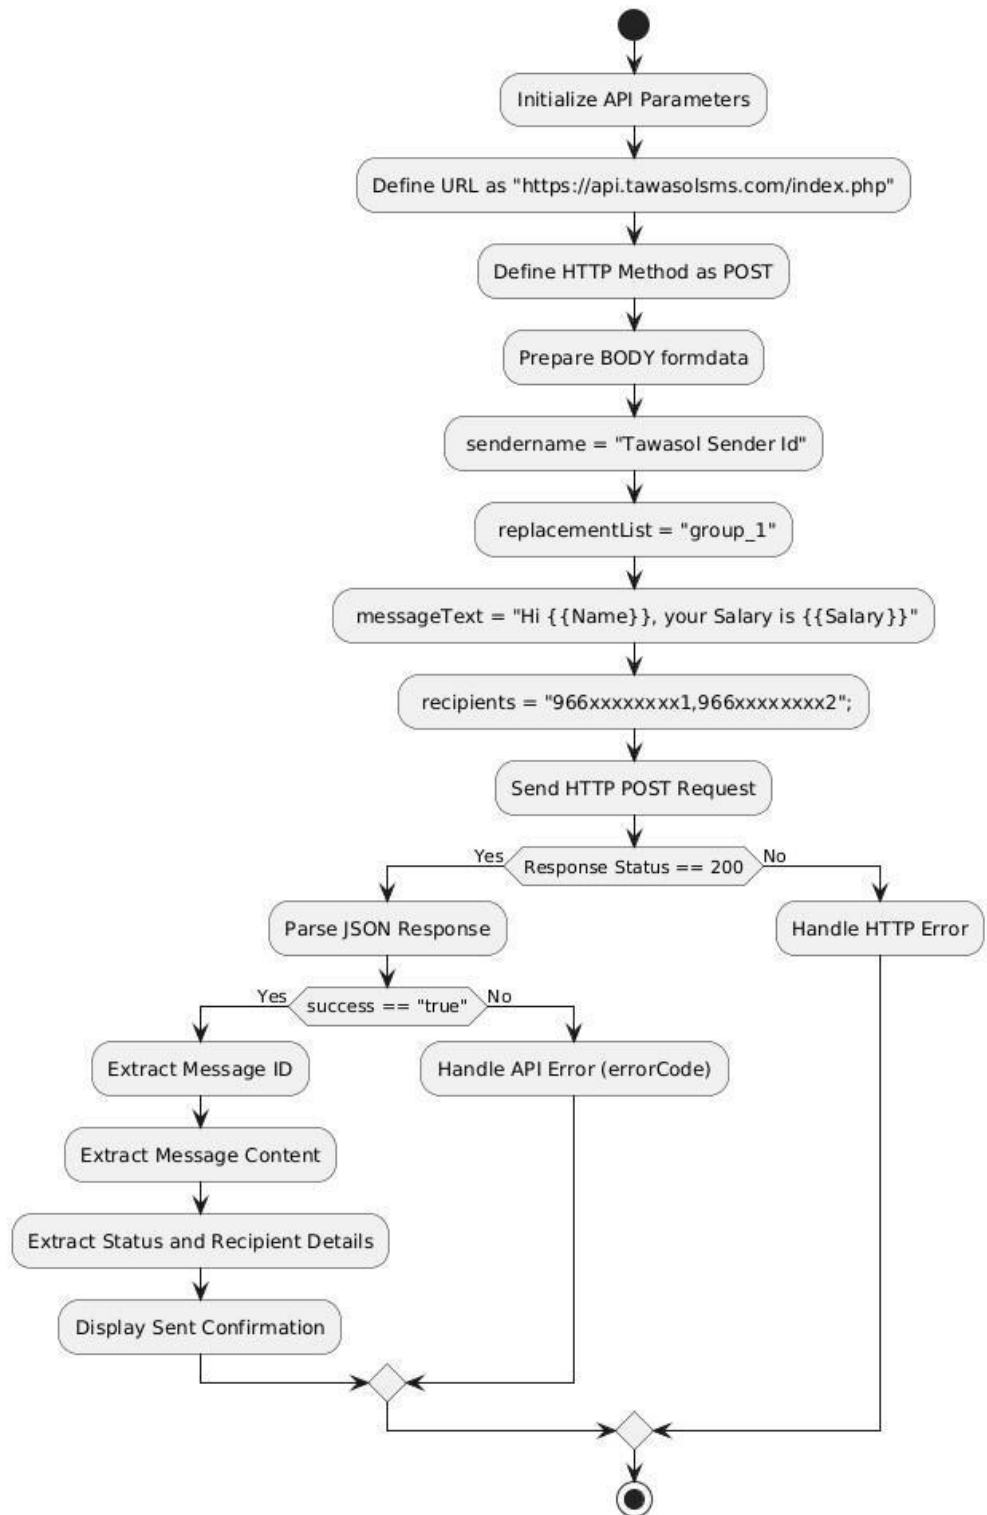 Initialize API Parameters
Define URL as "https://api.tawasolsms.com/index.php"
Define HTTP Method as POST
Prepare BODY formdata
sendername = "Tawasol Sender Id"
replacementList = "group_1"
messageText = "Hi {{Name}}, your Salary is {{Salary}}"
recipients = "966xxxxxxxx1,966xxxxxxxx2";
Send HTTP POST Request
Yes
Response Status == 200
No
Parse JSON Response
Handle HTTP Error
Yes
success == "true"
No
Extract Message ID
Handle API Error (errorCode)
Extract Message Content
Extract Status and Recipient Details
Display Sent Confirmation